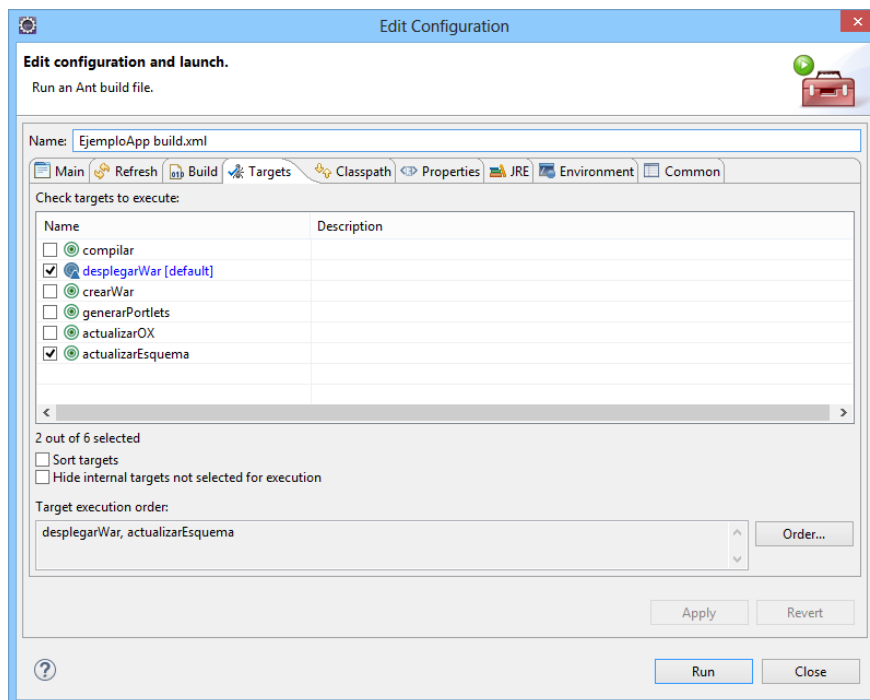 Edit Configuration
Edit configuration and launch.
Run an Ant build file.
Name: EjemploApp build.xml
Main Refresh Build Targets Classpath Properties JRE Environment Common
Check targets to execute:
Name Description
compilar
desplegarWar [default]
crearWar
generarPortlets
actualizarOX
actualizarEsquema
2 out of 6 selected
Sort targets
Hide internal targets not selected for execution
Target execution order:
desplegarWar, actualizarEsquema
Order...
Apply Revert
Run Close